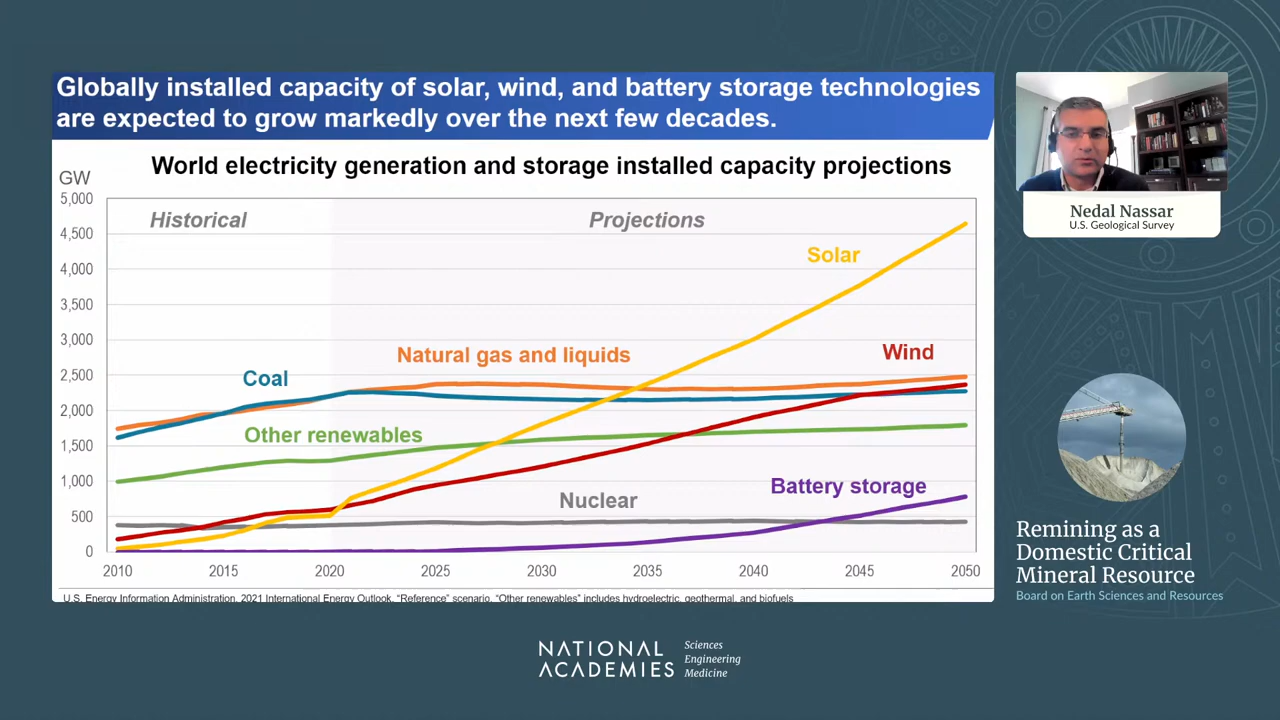 Globally installed capacity of solar, wind, and battery storage technologies
are expected to grow markedly over the next few decades.
World electricity generation and storage installed capacity projections
GW
5,000
4,500
4,000
3,500
3,000
2,500
2,000
1,500
1,000
500
0
Historical
Projections
Solar
Natural gas and liquids
Wind
Coal
Other renewables
Battery storage
Nuclear
2010 2015 2020 2025 2030 2035 2040 2045 2050
U.S. Energy Information Administration, 2021 International Energy Outlook, "Reference" scenario. "Other renewables" includes hydroelectric, geothermal, and biofuels
Nedal Nassar
U.S. Geological Survey
Remining as a
Domestic Critical
Mineral Resource
Board on Earth Sciences and Resources
NATIONAL
ACADEMIES
Sciences
Engineering
Medicine